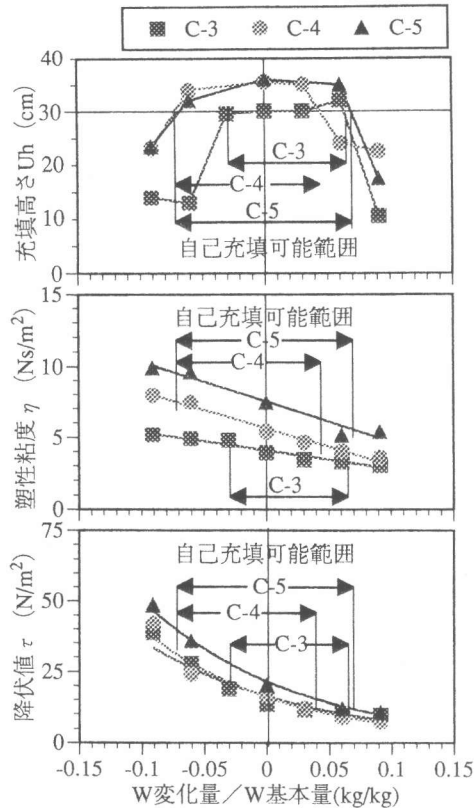 C-3 C-4 C-5
充填高さUh (cm)
40
30
20
10
0
C-3
C-4
C-5
自己充填可能範囲
塑性粘度 η (Ns/m²)
15
10
5
0
自己充填可能範囲
C-5
C-4
C-3
降伏値 τ (N/m²)
75
50
25
0
自己充填可能範囲
C-5
C-4
C-3
-0.15 -0.1 -0.05 0 0.05 0.1 0.15
W変化量/W基本量(kg/kg)